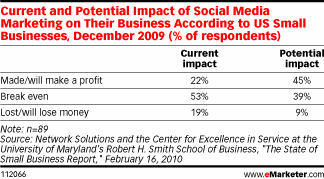 Current and Potential Impact of Social Media
Marketing on Their Business According to US Small
Businesses, December 2009 (% of respondents)
Current impact Potential impact
Made/will make a profit 22% 45%
Break even 53% 39%
Lost/will lose money 19% 9%
Note: n=89
Source: Network Solutions and the Center for Excellence in Service at the
University of Maryland's Robert H. Smith School of Business, "The State of
Small Business Report," February 16, 2010
112066 www.eMarketer.com